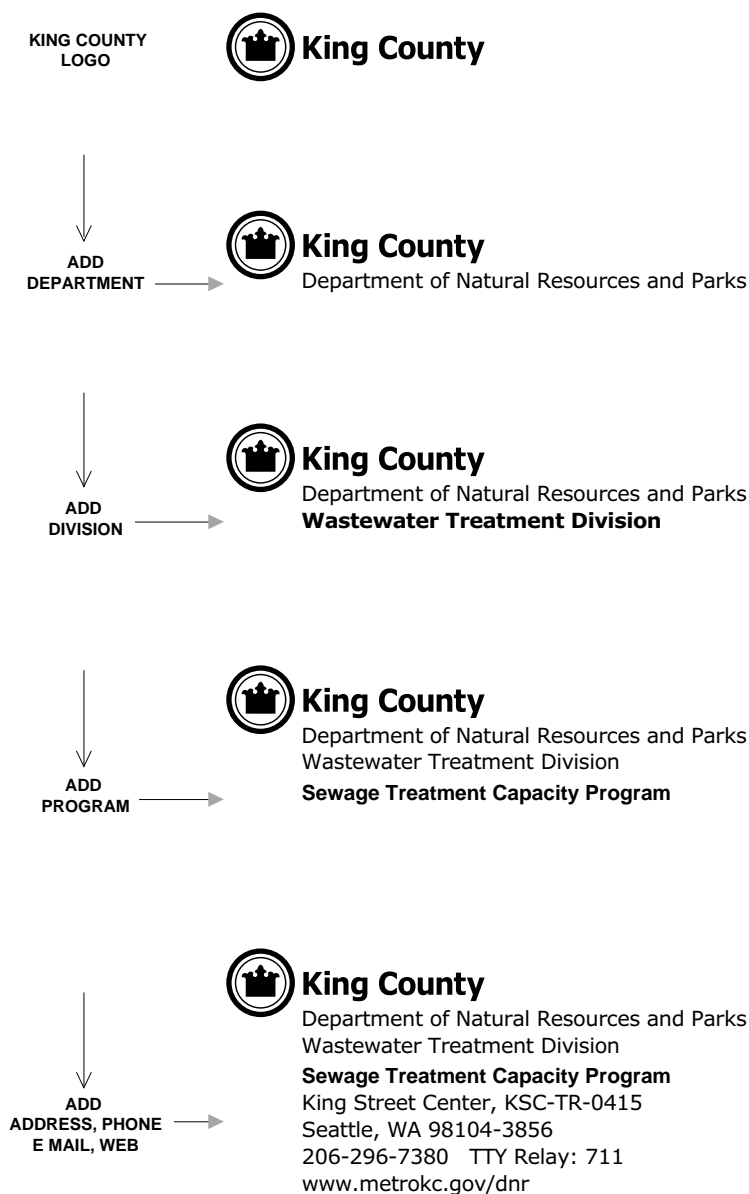 KING COUNTY
LOGO
King County
ADD
DEPARTMENT
King County
Department of Natural Resources and Parks
ADD
DIVISION
King County
Department of Natural Resources and Parks
Wastewater Treatment Division
ADD
PROGRAM
King County
Department of Natural Resources and Parks
Wastewater Treatment Division
Sewage Treatment Capacity Program
ADD
ADDRESS, PHONE
E MAIL, WEB
King County
Department of Natural Resources and Parks
Wastewater Treatment Division
Sewage Treatment Capacity Program
King Street Center, KSC-TR-0415
Seattle, WA 98104-3856
206-296-7380   TTY Relay: 711
www.metrokc.gov/dnr